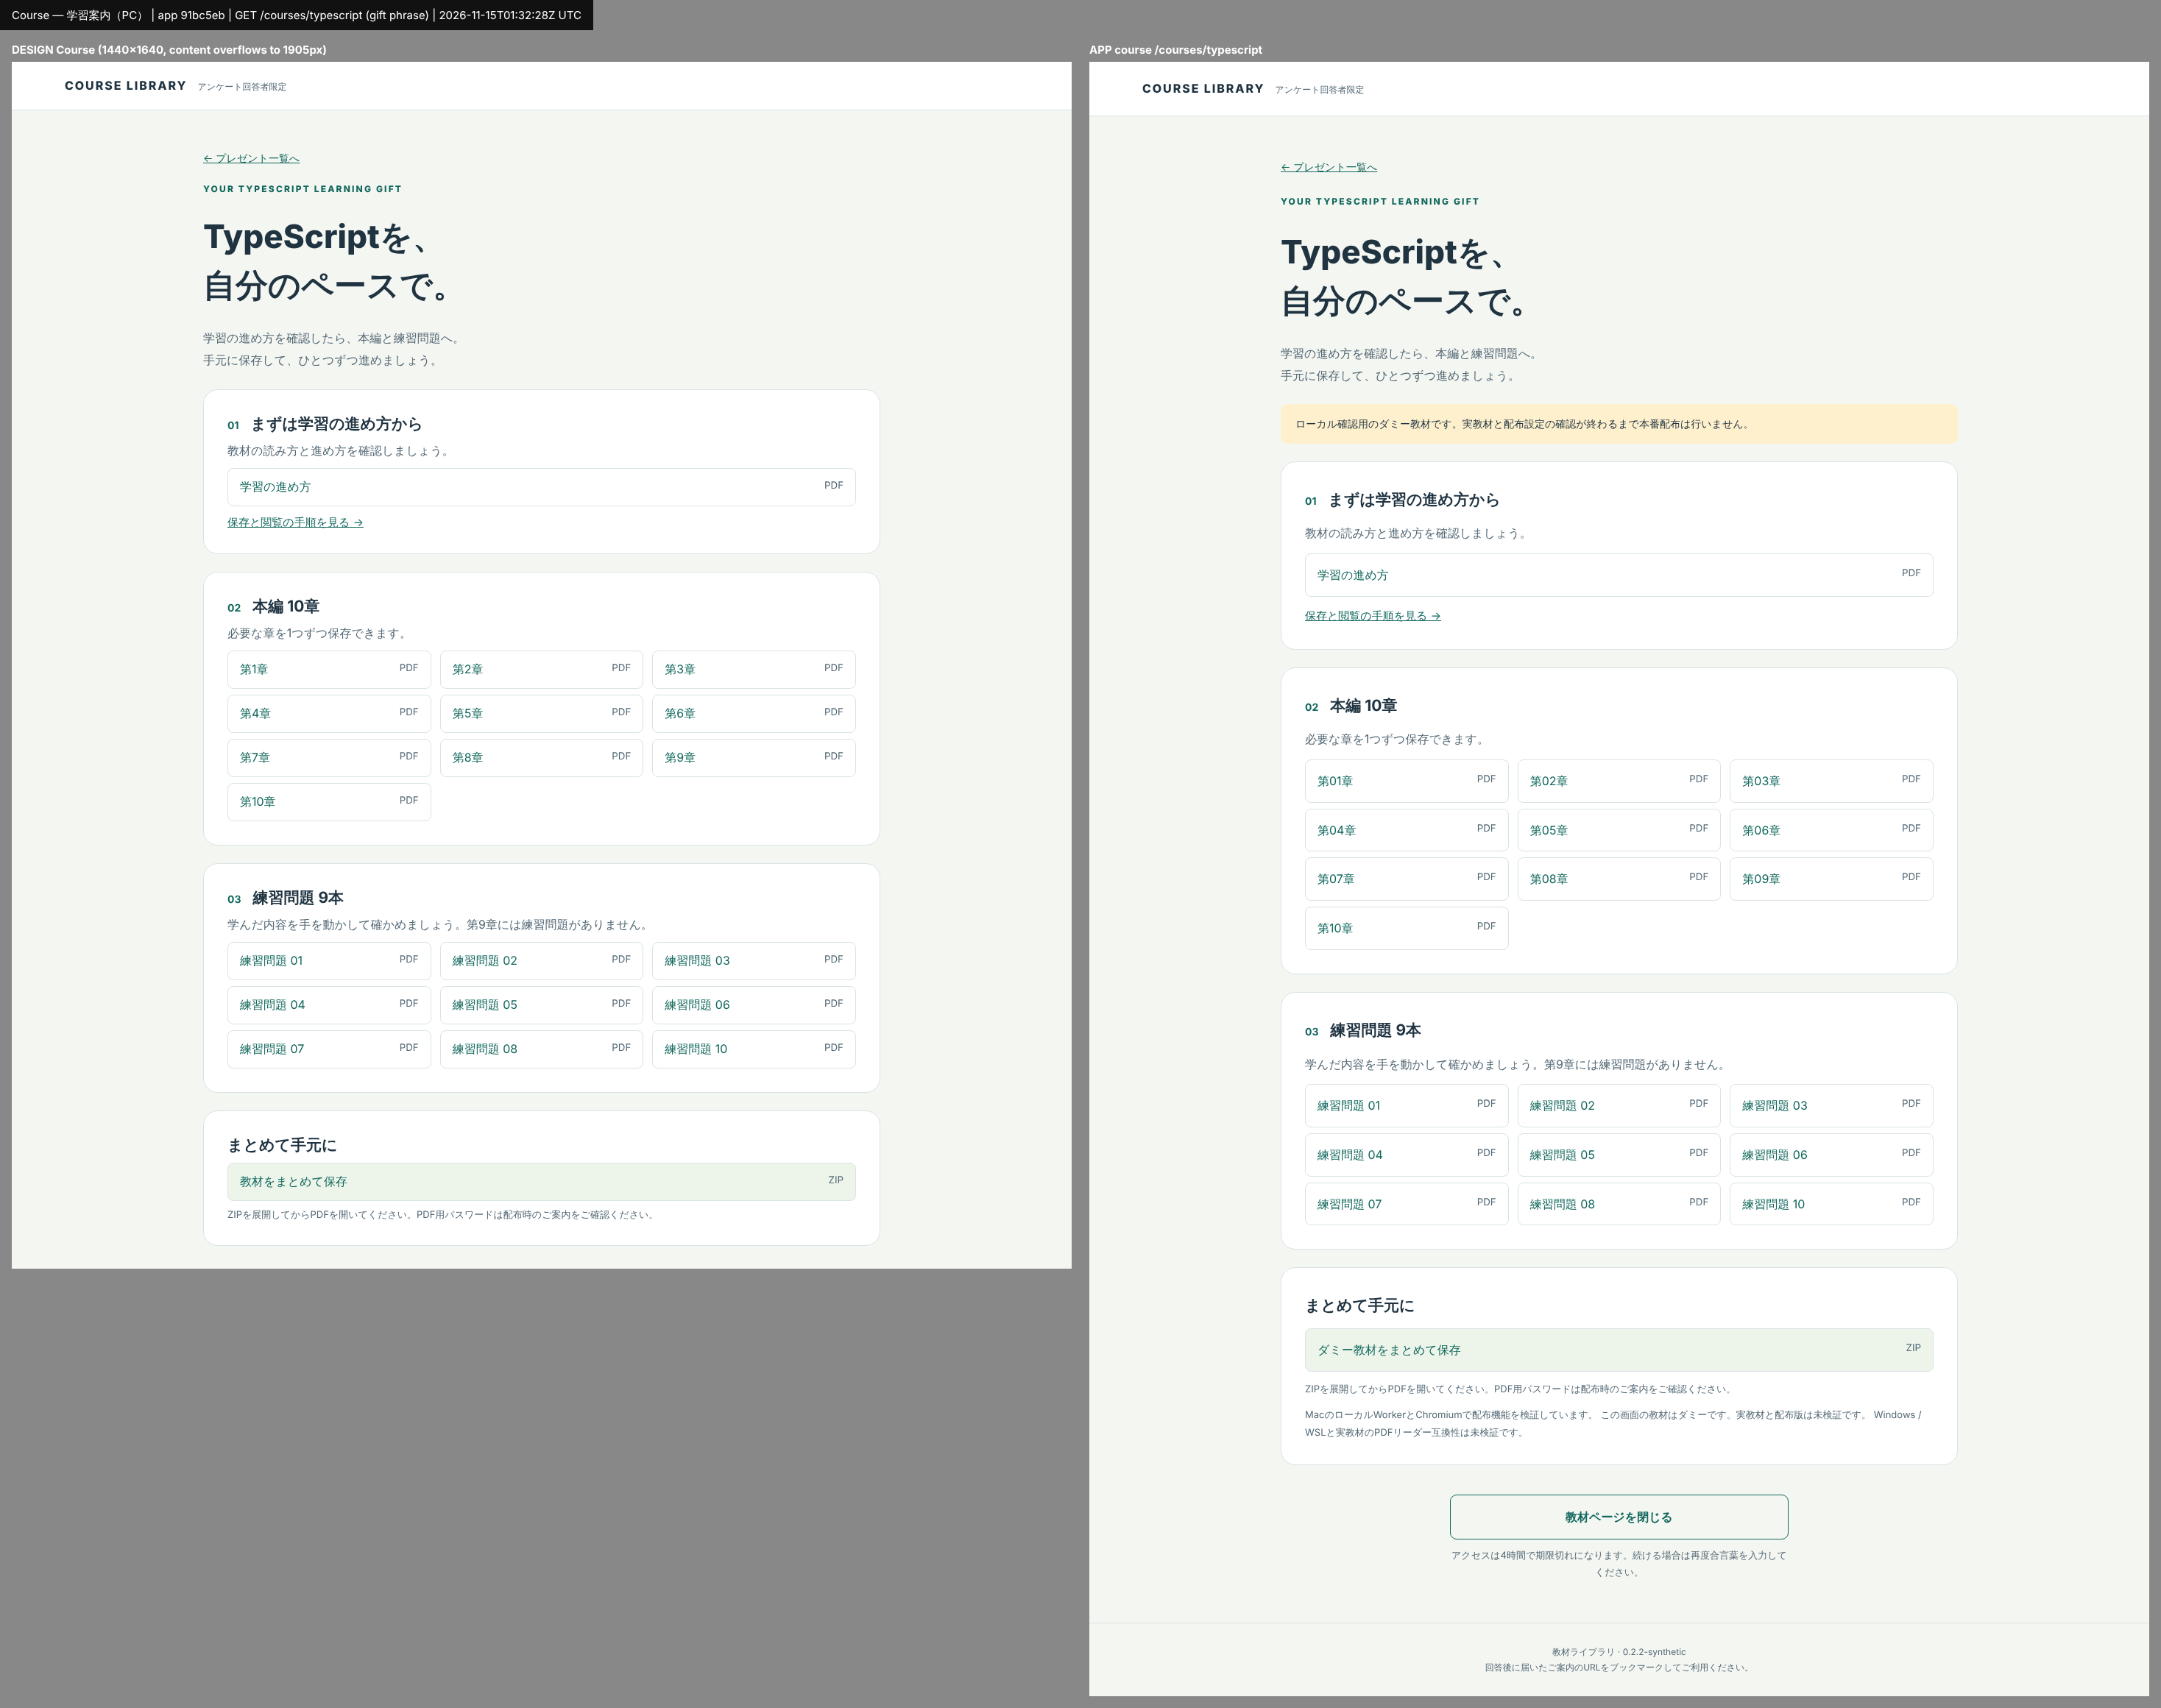 Course — 学習案内（PC） | app 91bc5eb | GET /courses/typescript (gift phrase) | 2026-11-15T01:32:28Z UTC
DESIGN Course (1440×1640, content overflows to 1905px)
COURSE LIBRARY アンケート回答者限定
← プレゼント一覧へ
YOUR TYPESCRIPT LEARNING GIFT
TypeScriptを、
自分のペースで。
学習の進め方を確認したら、本編と練習問題へ。
手元に保存して、ひとつずつ進めましょう。
01 まずは学習の進め方から
教材の読み方と進め方を確認しましょう。
学習の進め方 PDF
保存と閲覧の手順を見る →
02 本編 10章
必要な章を1つずつ保存できます。
第1章 PDF 第2章 PDF 第3章 PDF
第4章 PDF 第5章 PDF 第6章 PDF
第7章 PDF 第8章 PDF 第9章 PDF
第10章 PDF
03 練習問題 9本
学んだ内容を手を動かして確かめましょう。第9章には練習問題がありません。
練習問題 01 PDF 練習問題 02 PDF 練習問題 03 PDF
練習問題 04 PDF 練習問題 05 PDF 練習問題 06 PDF
練習問題 07 PDF 練習問題 08 PDF 練習問題 10 PDF
まとめて手元に
教材をまとめて保存 ZIP
ZIPを展開してからPDFを開いてください。PDF用パスワードは配布時のご案内をご確認ください。
APP course /courses/typescript
COURSE LIBRARY アンケート回答者限定
← プレゼント一覧へ
YOUR TYPESCRIPT LEARNING GIFT
TypeScriptを、
自分のペースで。
学習の進め方を確認したら、本編と練習問題へ。
手元に保存して、ひとつずつ進めましょう。
ローカル確認用のダミー教材です。実教材と配布設定の確認が終わるまで本番配布は行いません。
01 まずは学習の進め方から
教材の読み方と進め方を確認しましょう。
学習の進め方 PDF
保存と閲覧の手順を見る →
02 本編 10章
必要な章を1つずつ保存できます。
第01章 PDF 第02章 PDF 第03章 PDF
第04章 PDF 第05章 PDF 第06章 PDF
第07章 PDF 第08章 PDF 第09章 PDF
第10章 PDF
03 練習問題 9本
学んだ内容を手を動かして確かめましょう。第9章には練習問題がありません。
練習問題 01 PDF 練習問題 02 PDF 練習問題 03 PDF
練習問題 04 PDF 練習問題 05 PDF 練習問題 06 PDF
練習問題 07 PDF 練習問題 08 PDF 練習問題 10 PDF
まとめて手元に
ダミー教材をまとめて保存 ZIP
ZIPを展開してからPDFを開いてください。PDF用パスワードは配布時のご案内をご確認ください。
MacのローカルWorkerとChromiumで配布機能を検証しています。 この画面の教材はダミーです。実教材と配布版は未検証です。 Windows /
WSLと実教材のPDFリーダー互換性は未検証です。
教材ページを閉じる
アクセスは4時間で期限切れになります。続ける場合は再度合言葉を入力して
ください。
教材ライブラリ · 0.2.2-synthetic
回答後に届いたご案内のURLをブックマークしてご利用ください。